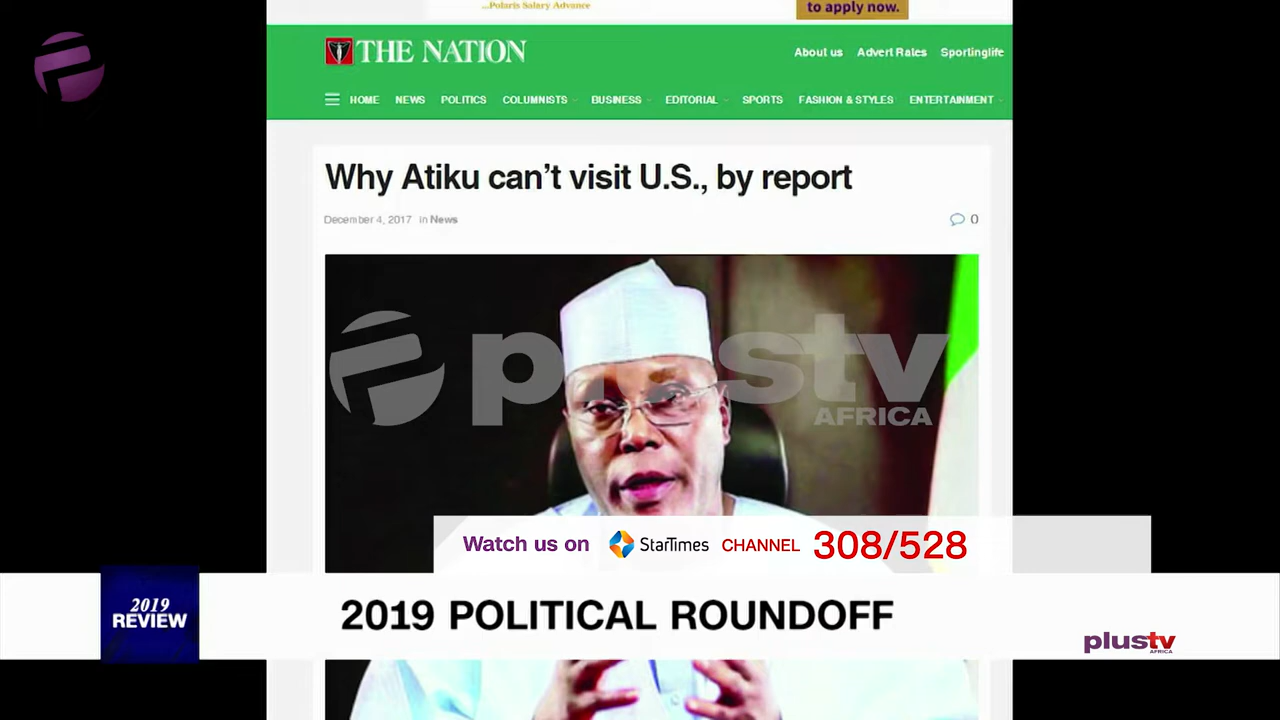 ...Polaris Salary Advance
to apply now.
THE NATION
About us Advert Rates Sportinglife
HOME NEWS POLITICS COLUMNISTS BUSINESS EDITORIAL SPORTS FASHION & STYLES ENTERTAINMENT
Why Atiku can't visit U.S., by report
December 4, 2017 in News
0
plustv
AFRICA
Watch us on StarTimes CHANNEL 308/528
2019
REVIEW
2019 POLITICAL ROUNDOFF
plustv
AFRICA